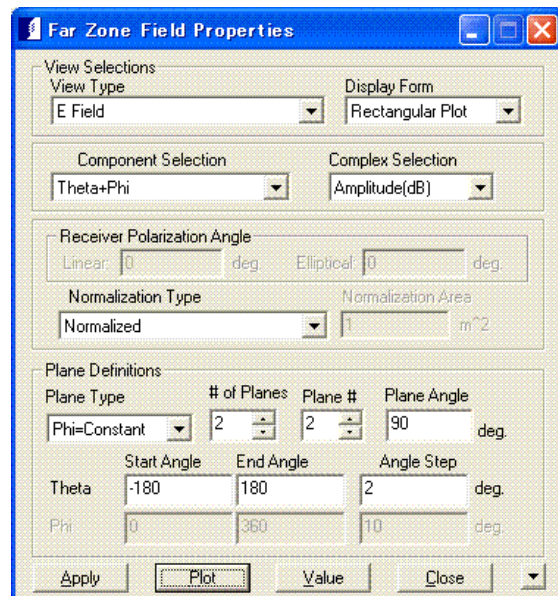 Far Zone Field Properties
View Selections
View Type Display Form
E Field Rectangular Plot
Component Selection Complex Selection
Theta+Phi Amplitude(dB)
Receiver Polarization Angle
Linear: 0 deg. Elliptical: 0 deg.
Normalization Type Normalization Area
Normalized 1 m^2
Plane Definitions
Plane Type # of Planes Plane # Plane Angle
Phi=Constant 2 2 90 deg.
Start Angle End Angle Angle Step
Theta -180 180 2 deg.
Phi 0 360 10 deg.
Apply Plot Value Close